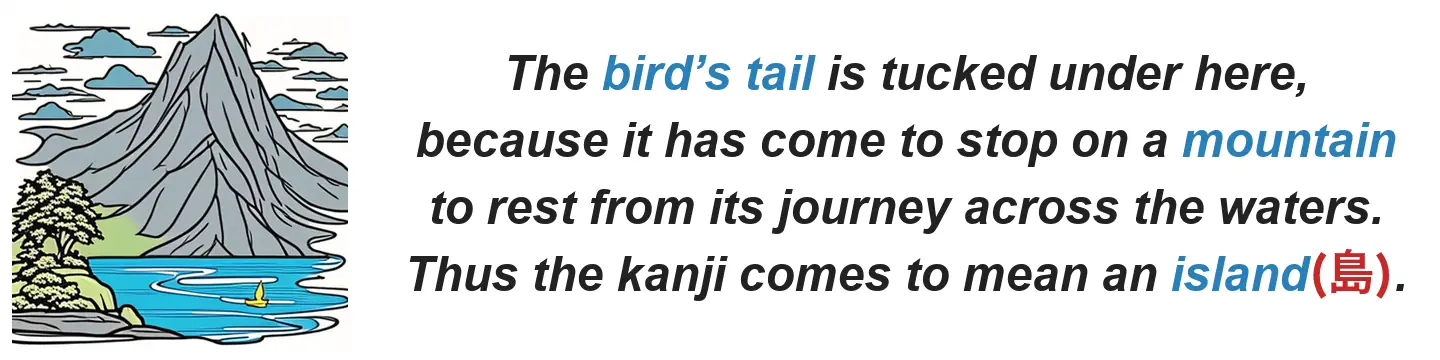 The bird’s tail is tucked under here,
because it has come to stop on a mountain
to rest from its journey across the waters.
Thus the kanji comes to mean an island(島).